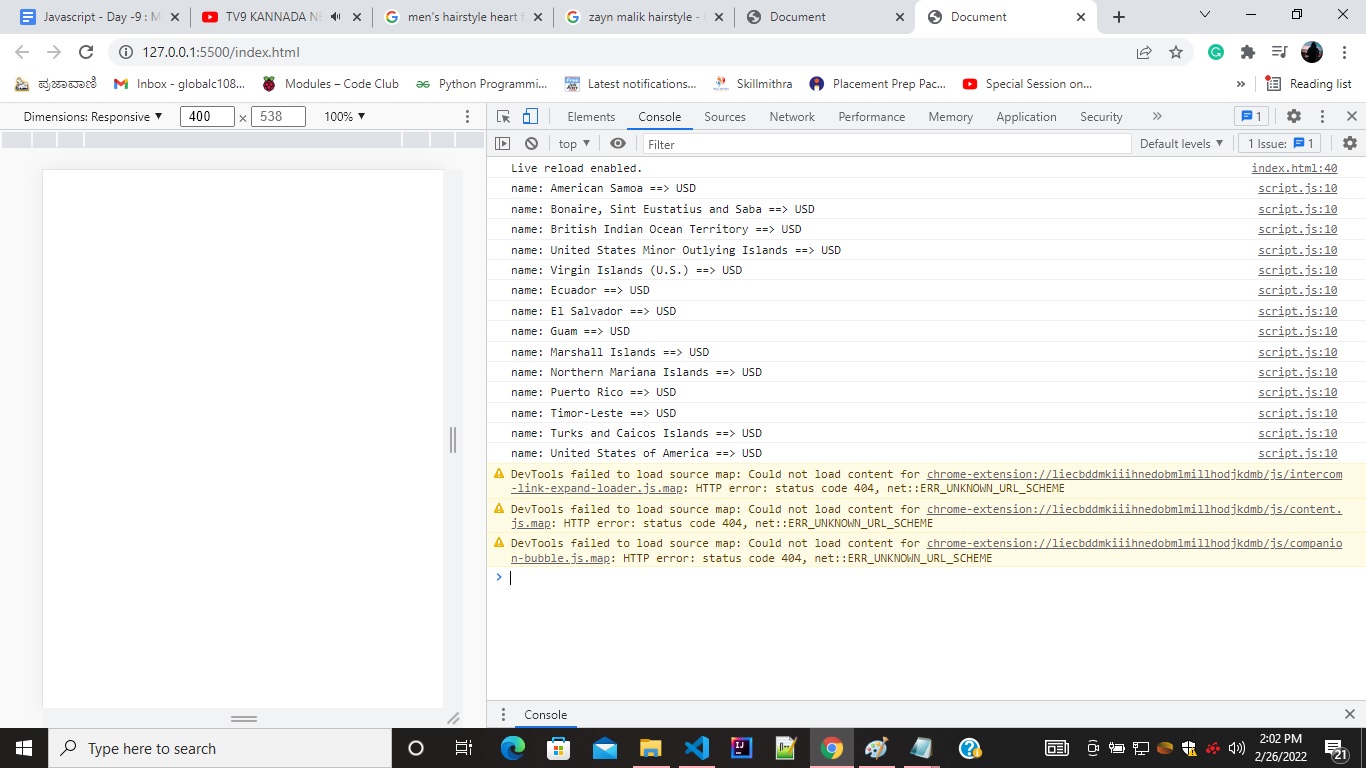 Javascript - Day -9 : M
TV9 KANNADA NE
men's hairstyle heart f
zayn malik hairstyle -
Document
Document
127.0.0.1:5500/index.html
ಪ್ರಜಾವಾಣಿ
Inbox - globalc108...
Modules – Code Club
Python Programmi...
Latest notifications...
Skillmithra
Placement Prep Pac...
Special Session on...
»
Reading list
Dimensions: Responsive
400
×
538
100%
Elements
Console
Sources
Network
Performance
Memory
Application
Security
»
1
top
Filter
Default levels
1 Issue:
1
Live reload enabled. index.html:40
name: American Samoa ==> USD script.js:10
name: Bonaire, Sint Eustatius and Saba ==> USD script.js:10
name: British Indian Ocean Territory ==> USD script.js:10
name: United States Minor Outlying Islands ==> USD script.js:10
name: Virgin Islands (U.S.) ==> USD script.js:10
name: Ecuador ==> USD script.js:10
name: El Salvador ==> USD script.js:10
name: Guam ==> USD script.js:10
name: Marshall Islands ==> USD script.js:10
name: Northern Mariana Islands ==> USD script.js:10
name: Puerto Rico ==> USD script.js:10
name: Timor-Leste ==> USD script.js:10
name: Turks and Caicos Islands ==> USD script.js:10
name: United States of America ==> USD script.js:10
DevTools failed to load source map: Could not load content for chrome-extension://liecbddmkiiihnedobmlmillhodjkdmb/js/intercom
-link-expand-loader.js.map: HTTP error: status code 404, net::ERR_UNKNOWN_URL_SCHEME
DevTools failed to load source map: Could not load content for chrome-extension://liecbddmkiiihnedobmlmillhodjkdmb/js/content.
js.map: HTTP error: status code 404, net::ERR_UNKNOWN_URL_SCHEME
DevTools failed to load source map: Could not load content for chrome-extension://liecbddmkiiihnedobmlmillhodjkdmb/js/companio
n-bubble.js.map: HTTP error: status code 404, net::ERR_UNKNOWN_URL_SCHEME
>
Console
Type here to search
2:02 PM
2/26/2022
21